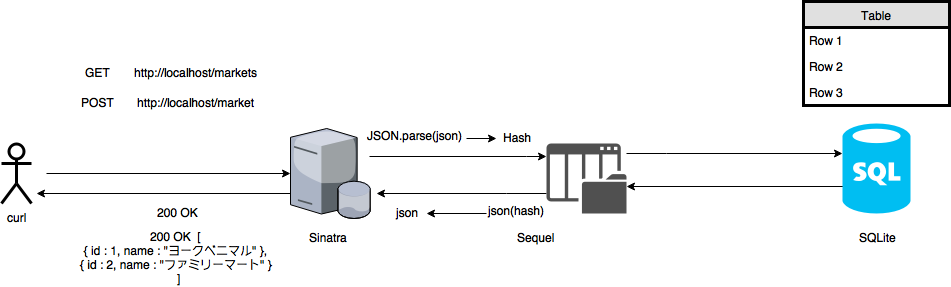 Table
Row 1
Row 2
Row 3
GET http://localhost/markets
POST http://localhost/market
JSON.parse(json) Hash
SQL
curl
200 OK
json json(hash)
Sinatra
Sequel
SQLite
200 OK [
{ id : 1, name : "ヨークベニマル" },
{ id : 2, name : "ファミリーマート" }
]